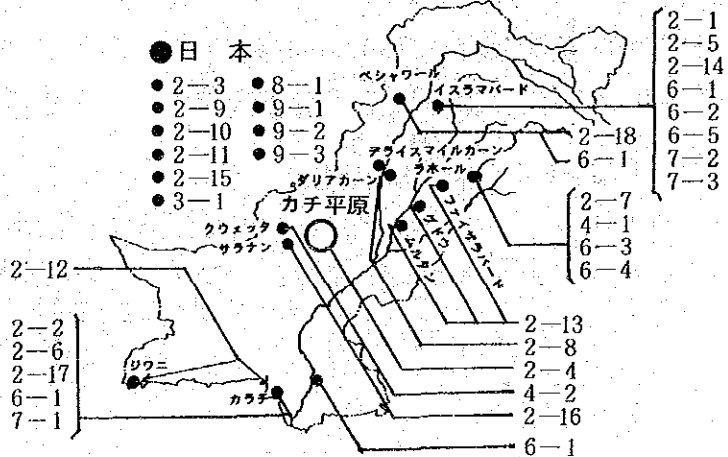 ●日本
●2―3 ●8―1
●2―9 ●9―1
●2―10 ●9―2
●2―11 ●9―3
●2―15
●3―1
ペシャワール
イスラマバード
デライスマイルカーン
ダリアカーン
ラホール
カチ平原
クウェッタ
サラナン
ムルタン
グドウ
ファイザラバード
ジワニ
カラチ
2―1
2―5
2―14
6―1
6―2
6―5
7―2
7―3
2―18
6―1
2―7
4―1
6―3
6―4
2―12
2―2
2―6
2―17
6―1
7―1
2―13
2―8
2―4
4―2
2―16
6―1